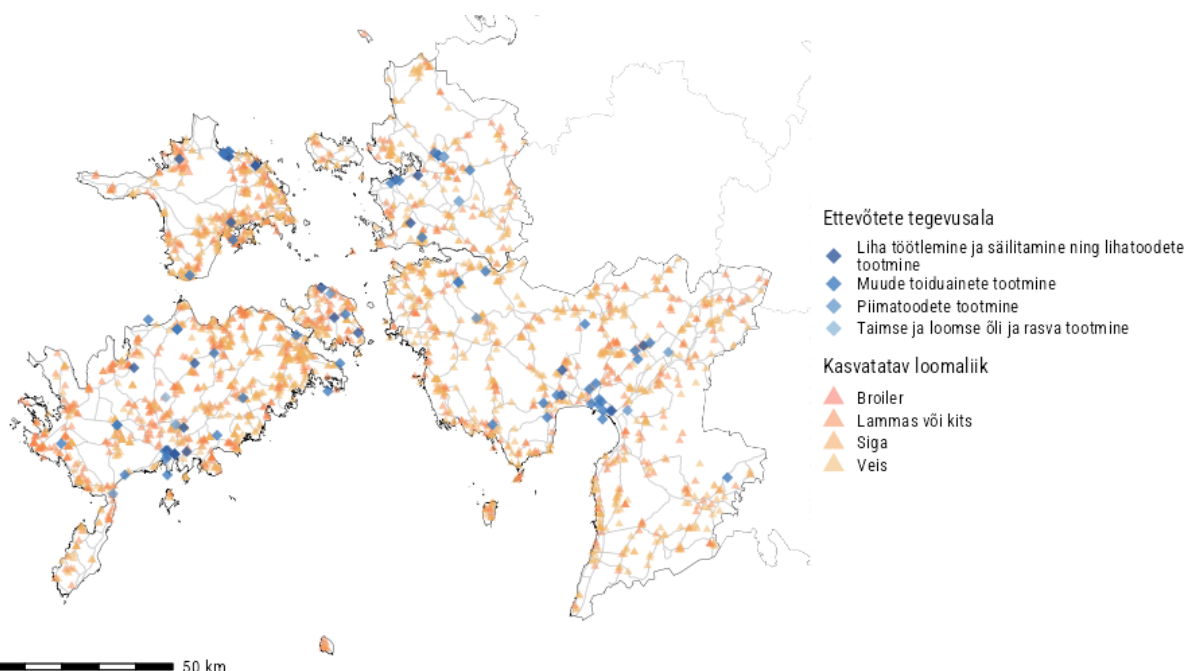 Ettevõtete tegevusala
Liha töötlemine ja säilitamine ning lihatoodete
tootmine
Muude toiduainete tootmine
Piimatoodete tootmine
Taimse ja loomse õli ja rasva tootmine
Kasvatatav loomaliik
Broiler
Lammas või kits
Siga
Veis
50 km